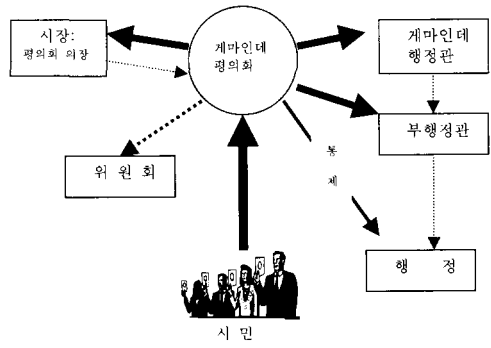 시장:
평의회 의장
게마인데
평의회
게마인데
행정관
부행정관
위 원 회
통
제
행 정
시 민